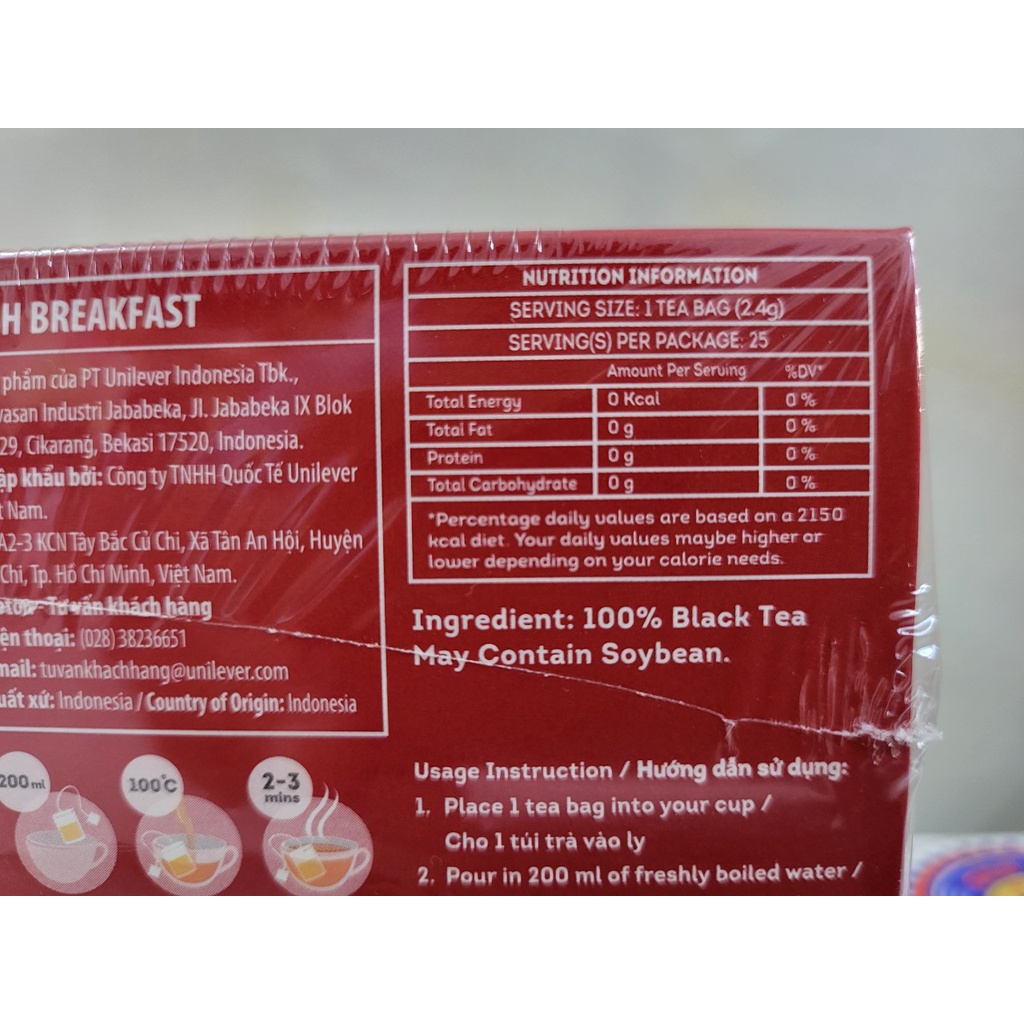 H BREAKFAST
phẩm của PT Unilever Indonesia Tbk.,
wasan Industri Jababeka, Jl. Jababeka IX Blok
29, Cikarang, Bekasi 17520, Indonesia.
ập khẩu bởi: Công ty TNHH Quốc Tế Unilever
t Nam.
A2-3 KCN Tây Bắc Củ Chi, Xã Tân An Hội, Huyện
Chi, Tp. Hồ Chí Minh, Việt Nam.
Tư vấn khách hàng
ện thoại: (028) 38236651
mail: tuvankhachhang@unilever.com
uất xứ: Indonesia / Country of Origin: Indonesia
200 ml
100°C
2-3
mins
NUTRITION INFORMATION
SERVING SIZE: 1 TEA BAG (2.4g)
SERVING(S) PER PACKAGE: 25
Amount Per Serving %DV*
Total Energy 0 Kcal 0 %
Total Fat 0 g 0 %
Protein 0 g 0 %
Total Carbohydrate 0 g 0 %
*Percentage daily values are based on a 2150
kcal diet. Your daily values maybe higher or
lower depending on your calorie needs.
Ingredient: 100% Black Tea
May Contain Soybean.
Usage Instruction / Hướng dẫn sử dụng:
1. Place 1 tea bag into your cup /
Cho 1 túi trà vào ly
2. Pour in 200 ml of freshly boiled water /